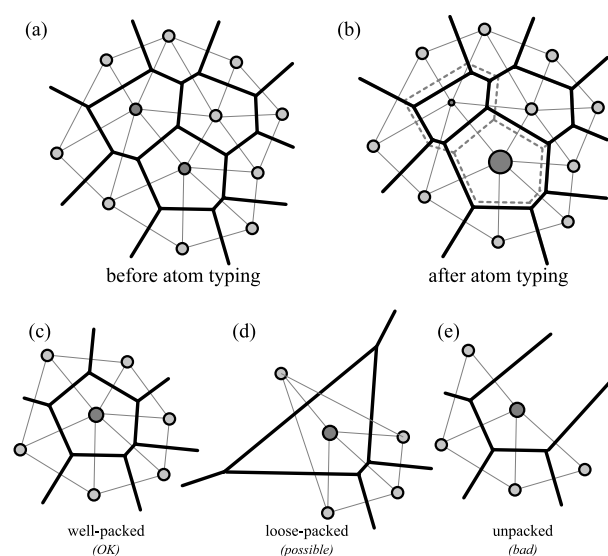 (a)
(b)
before atom typing
after atom typing
(c)
(d)
(e)
well-packed
(OK)
loose-packed
(possible)
unpacked
(bad)